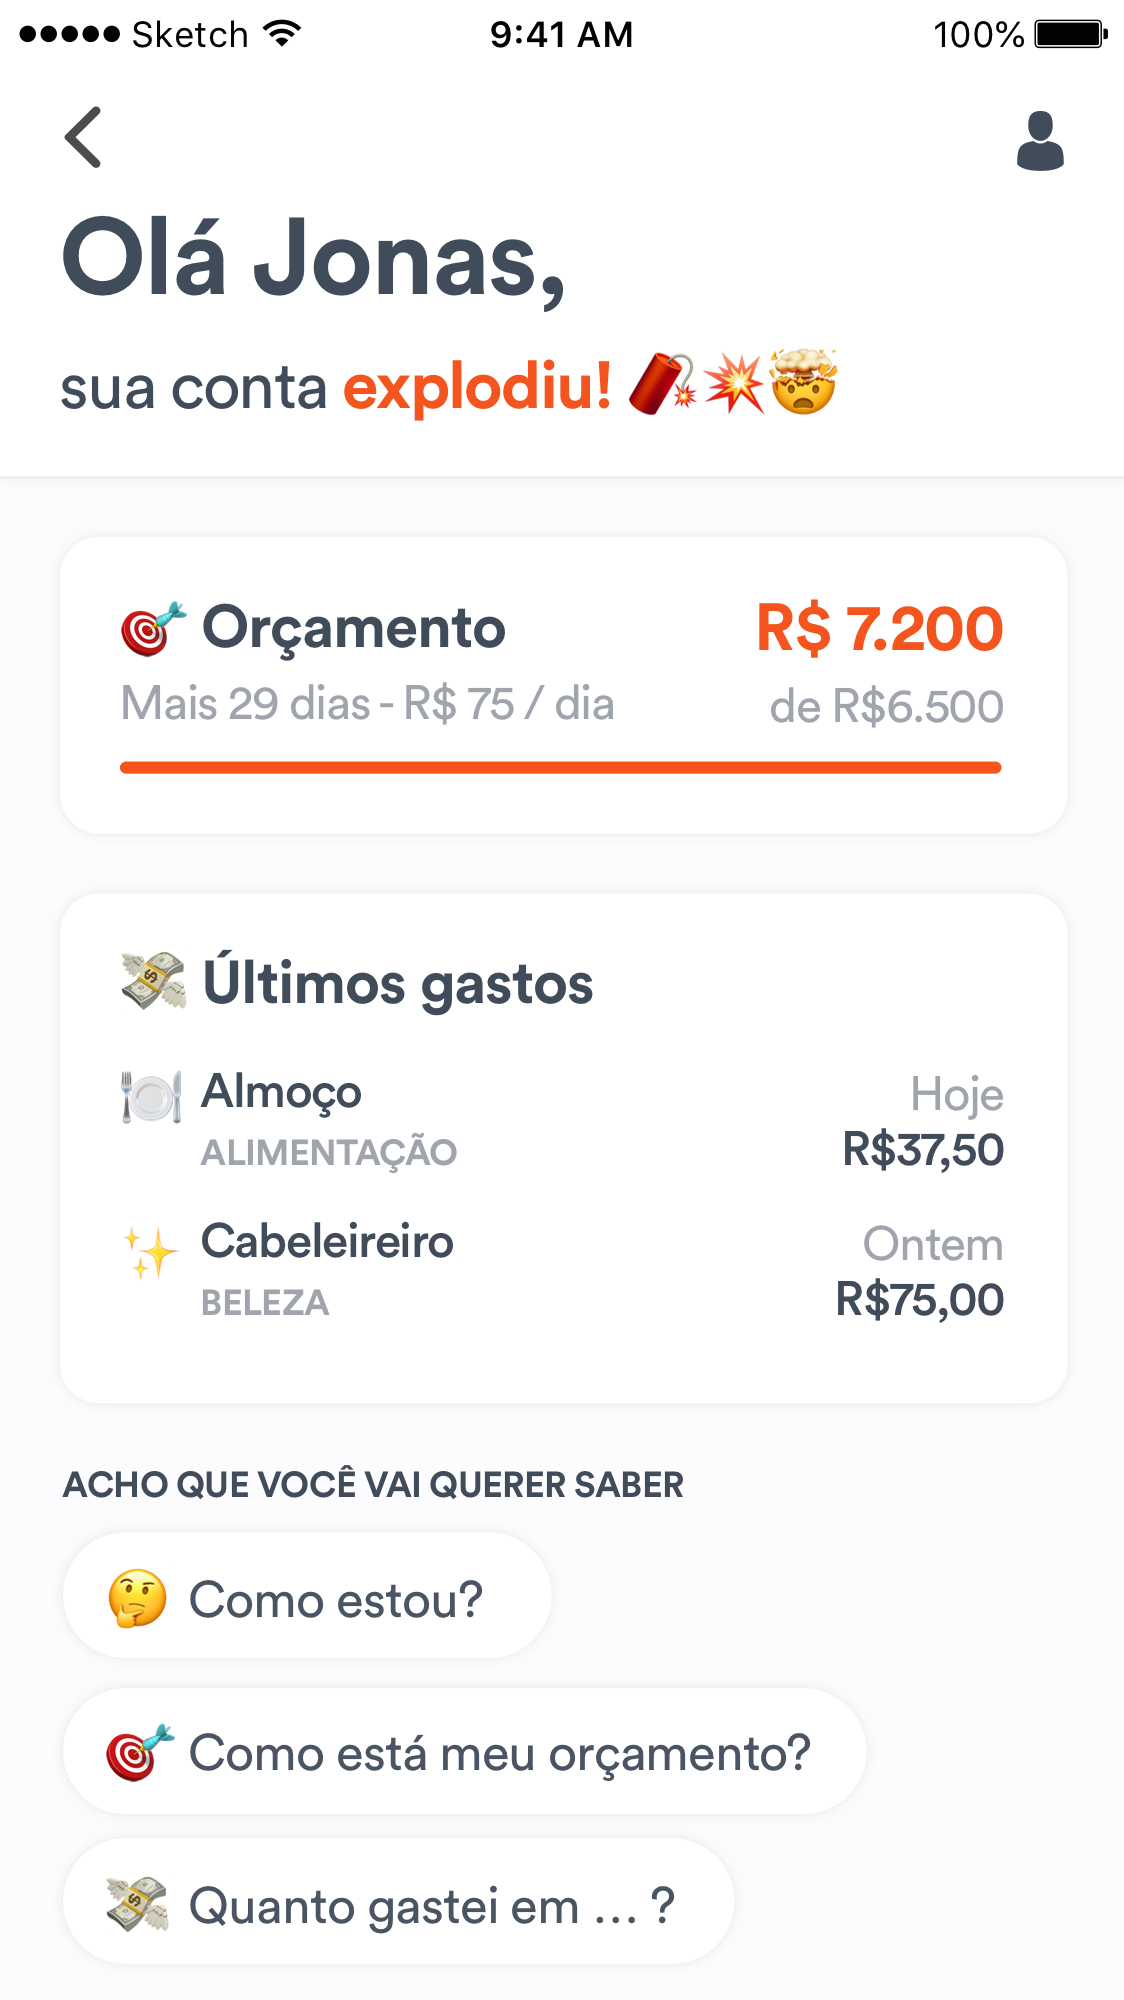 ●●●●● Sketch 9:41 AM 100%
Olá Jonas,
sua conta explodiu! 🧨💥🤯
🎯 Orçamento R$ 7.200
Mais 29 dias - R$ 75 / dia de R$6.500
💸 Últimos gastos
🍽️ Almoço Hoje
ALIMENTAÇÃO R$37,50
✨ Cabeleireiro Ontem
BELEZA R$75,00
ACHO QUE VOCÊ VAI QUERER SABER
🤔 Como estou?
🎯 Como está meu orçamento?
💸 Quanto gastei em ... ?